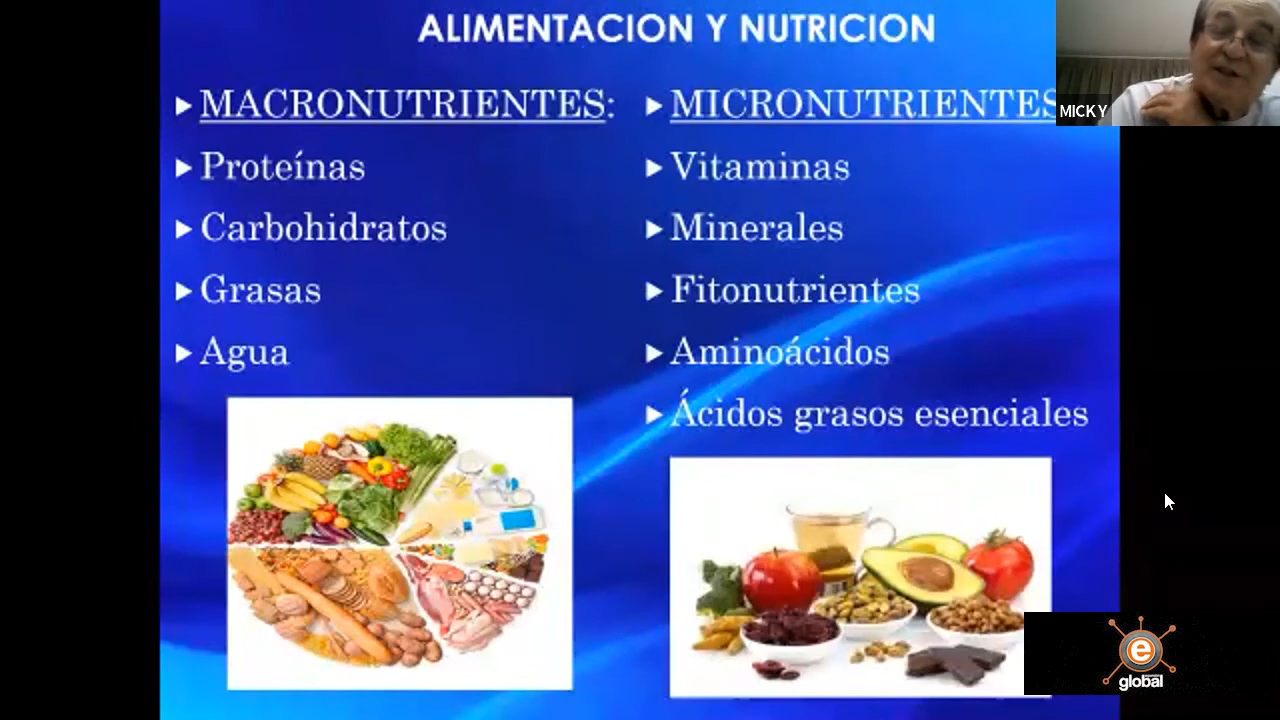 ALIMENTACION Y NUTRICION
MACRONUTRIENTES:
Proteínas
Carbohidratos
Grasas
Agua
MICRONUTRIENTES
Vitaminas
Minerales
Fitonutrientes
Aminoácidos
Ácidos grasos esenciales
MICKY
e
global